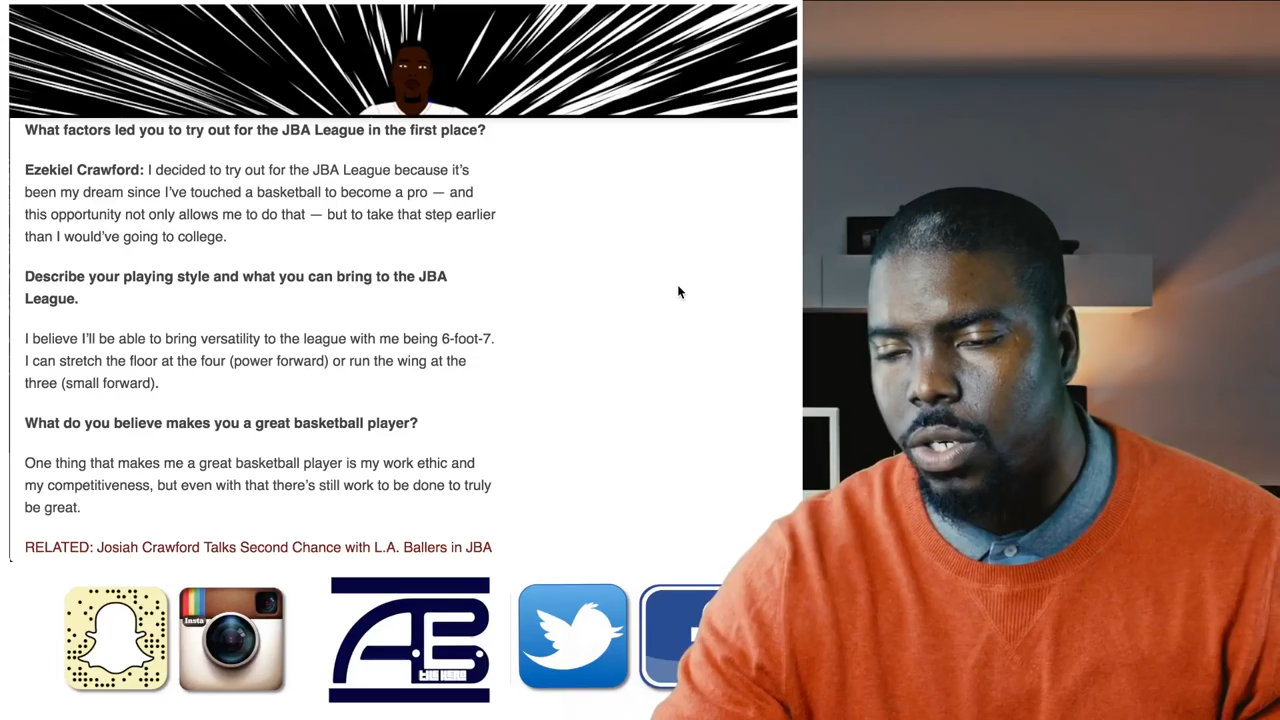 What factors led you to try out for the JBA League in the first place?
Ezekiel Crawford: I decided to try out for the JBA League because it's
been my dream since I've touched a basketball to become a pro — and
this opportunity not only allows me to do that — but to take that step earlier
than I would've going to college.
Describe your playing style and what you can bring to the JBA
League.
I believe I'll be able to bring versatility to the league with me being 6-foot-7.
I can stretch the floor at the four (power forward) or run the wing at the
three (small forward).
What do you believe makes you a great basketball player?
One thing that makes me a great basketball player is my work ethic and
my competitiveness, but even with that there's still work to be done to truly
be great.
RELATED: Josiah Crawford Talks Second Chance with L.A. Ballers in JBA
Insta
AB
THE HERO